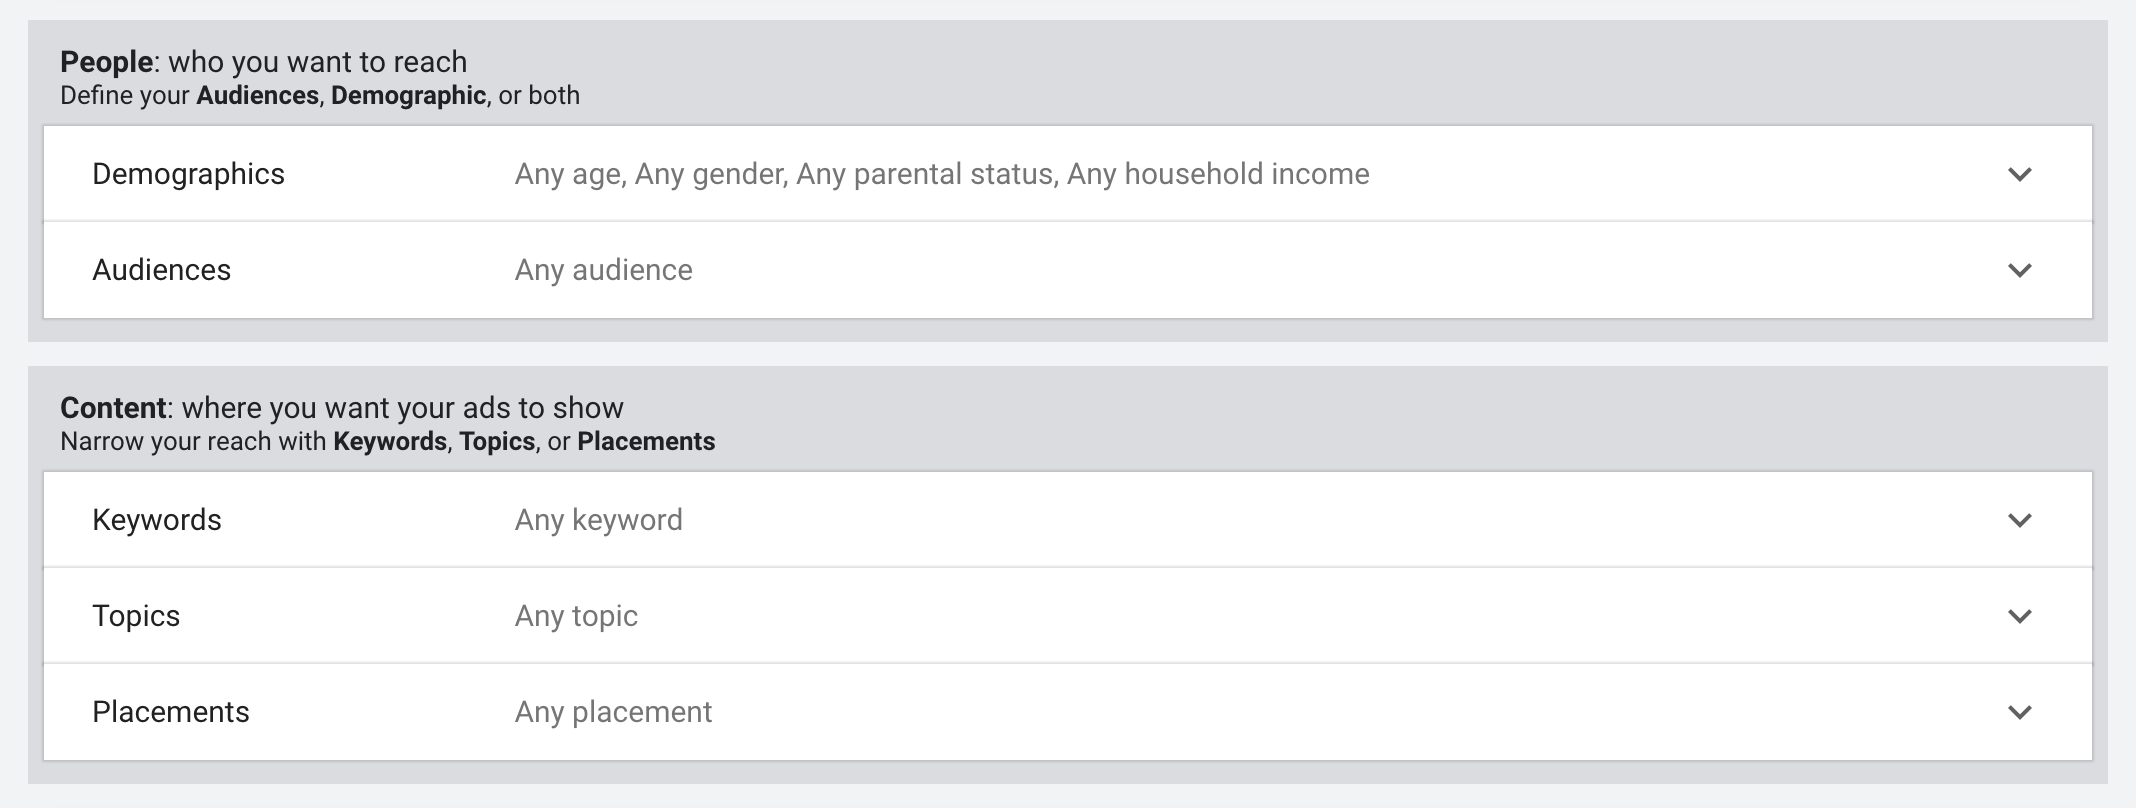 People: who you want to reach
Define your Audiences, Demographic, or both
Demographics Any age, Any gender, Any parental status, Any household income
Audiences Any audience
Content: where you want your ads to show
Narrow your reach with Keywords, Topics, or Placements
Keywords Any keyword
Topics Any topic
Placements Any placement